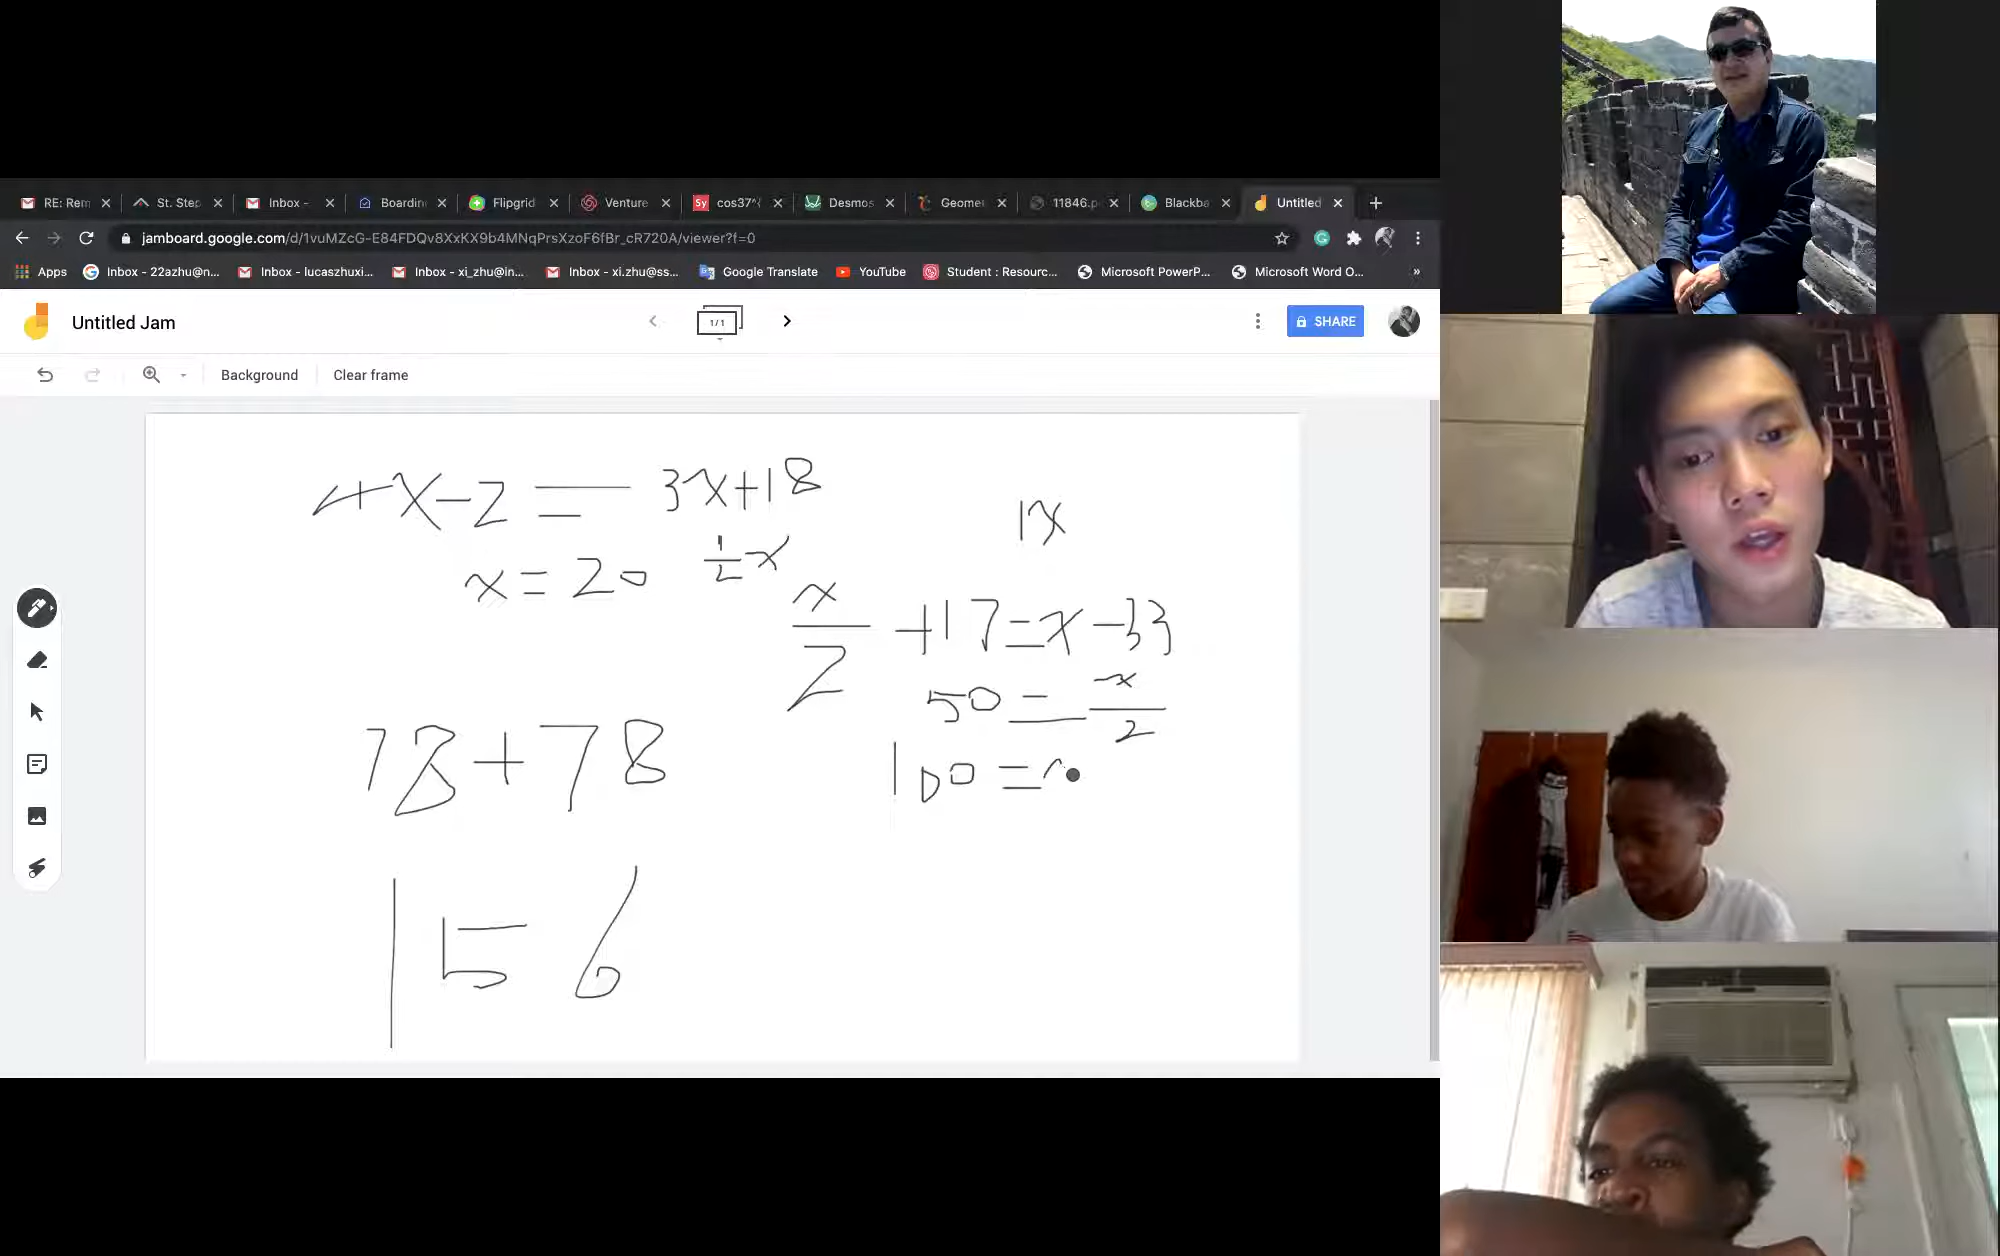 RE: Rem
St. Step
Inbox -
Boardin
Flipgrid
Venture
Sy cos37^(
Desmos
Geome
11846.p
Blackba
Untitled
jamboard.google.com/d/1vuMZcG-E84FDQv8XxKX9b4MNqPrsXzoF6fBr_cR720A/viewer?f=0
Apps
Inbox - 22azhu@n...
Inbox - lucaszhuxi...
Inbox - xi_zhu@in...
Inbox - xi.zhu@ss...
Google Translate
YouTube
Student : Resourc...
Microsoft PowerP...
Microsoft Word O...
»
Untitled Jam
1/1
SHARE
Background
Clear frame
4x-2=3x+18
x=20
1/2 x
1x
x/2 +17=x-33
50=x/2
100=
78+78
156